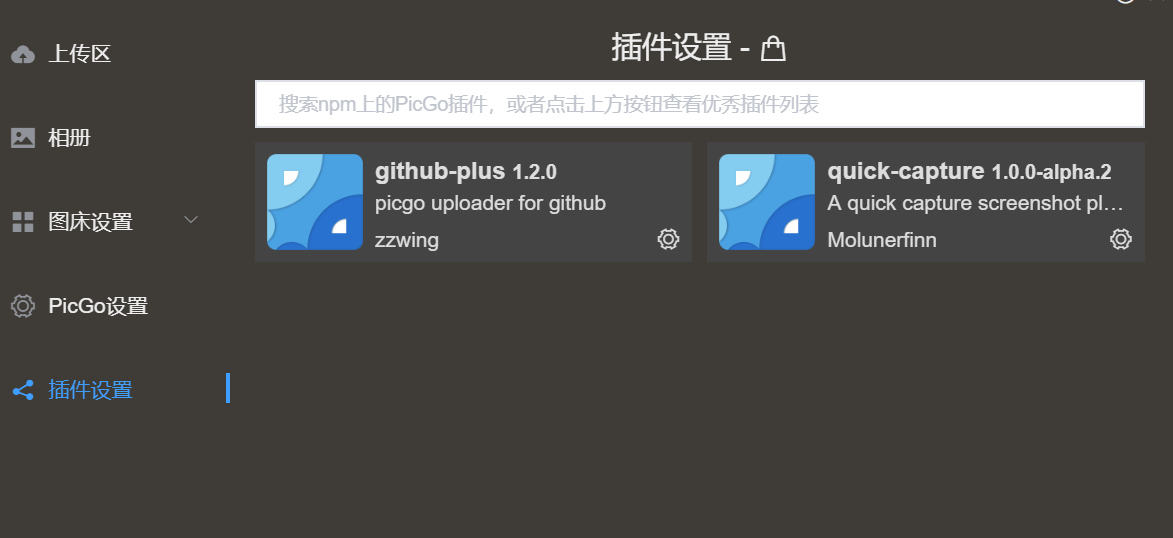 上传区
相册
图床设置
PicGo设置
插件设置
插件设置 -
搜索npm上的PicGo插件，或者点击上方按钮查看优秀插件列表
github-plus 1.2.0
picgo uploader for github
zzwing
quick-capture 1.0.0-alpha.2
A quick capture screenshot pl…
Molunerfinn